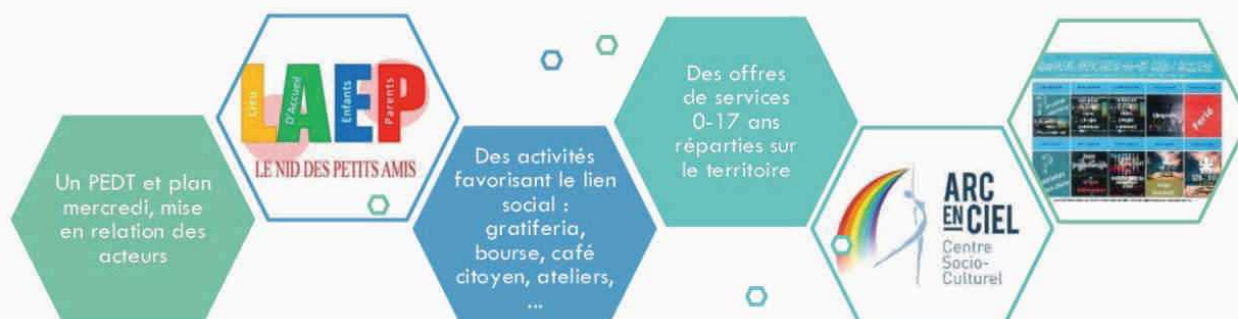 Un PEDT et plan
mercredi, mise
en relation des
acteurs
LAEP
Lieu
D'Accueil
Enfants
Parents
LE NID DES PETITS AMIS
Des activités
favorisant le lien
social :
gratiferia,
bourse, café
citoyen, ateliers,
...
Des offres
de services
0-17 ans
réparties sur
le territoire
ARC
EN CIEL
Centre
Socio-
Culturel
Férié